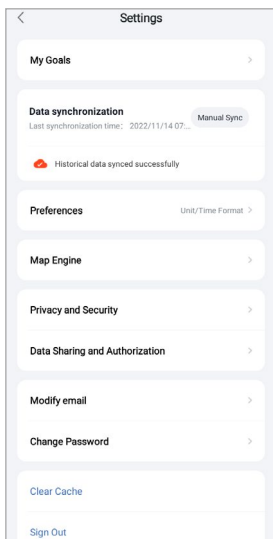 Settings
My Goals
Data synchronization
Manual Sync
Last synchronization time： 2022/11/14 07:...
Historical data synced successfully
Preferences
Unit/Time Format
Map Engine
Privacy and Security
Data Sharing and Authorization
Modify email
Change Password
Clear Cache
Sign Out